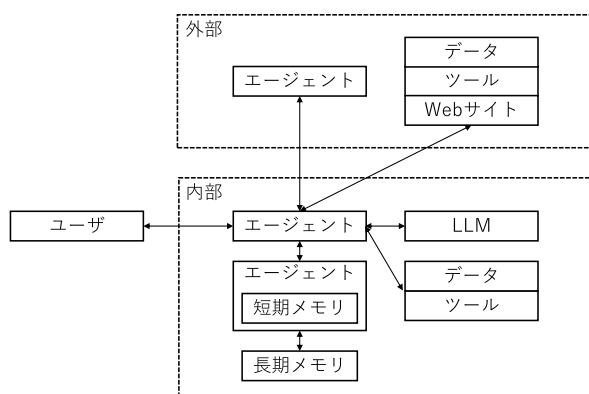 外部
エージェント
データ
ツール
Webサイト
内部
ユーザ
エージェント
LLM
エージェント
短期メモリ
データ
ツール
長期メモリ